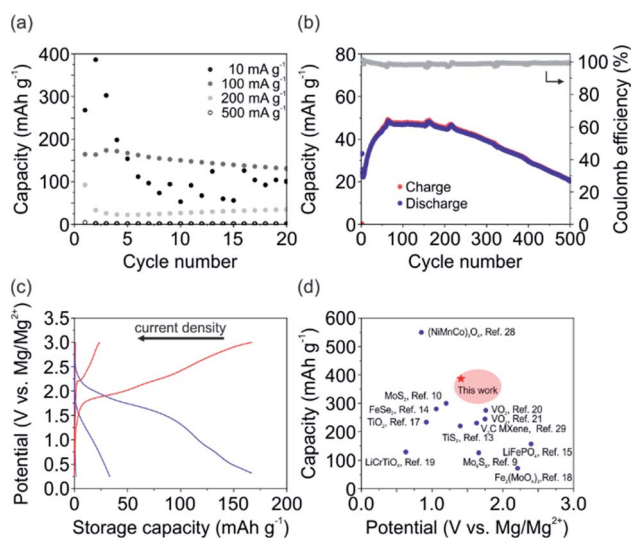 (a)
Capacity (mAh g⁻¹)
400
300
200
100
0
10 mA g⁻¹
100 mA g⁻¹
200 mA g⁻¹
500 mA g⁻¹
0 5 10 15 20
Cycle number
(b)
Capacity (mAh g⁻¹)
80
60
40
20
0
Charge
Discharge
100
80
60
40
20
0
Coulomb efficiency (%)
0 100 200 300 400 500
Cycle number
(c)
Potential (V vs. Mg/Mg²⁺)
3.5
3.0
2.5
2.0
1.5
1.0
0.5
0.0
current density
0 50 100 150 200
Storage capacity (mAh g⁻¹)
(d)
Capacity (mAh g⁻¹)
600
500
400
300
200
100
0
(NiMnCo)₃O₄, Ref. 28
This work
MoS₂, Ref. 10
FeSe₂, Ref. 14
TiO₂, Ref. 17
VO₂, Ref. 20
Ref. 21
V₂C MXene, Ref. 29
TiS₂, Ref. 13
LiFePO₄, Ref. 15
LiCrTiO₄, Ref. 19
Mo₆S₈, Ref. 9
Fe₂(MoO₄)₃, Ref. 18
0.0 0.5 1.0 1.5 2.0 2.5 3.0
Potential (V vs. Mg/Mg²⁺)